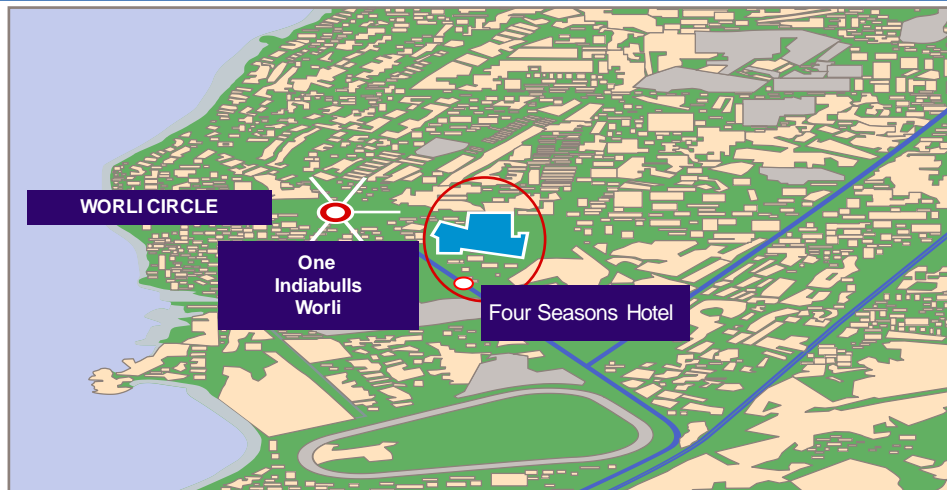 WORLI CIRCLE
One
Indiabulls
Worli
Four Seasons Hotel